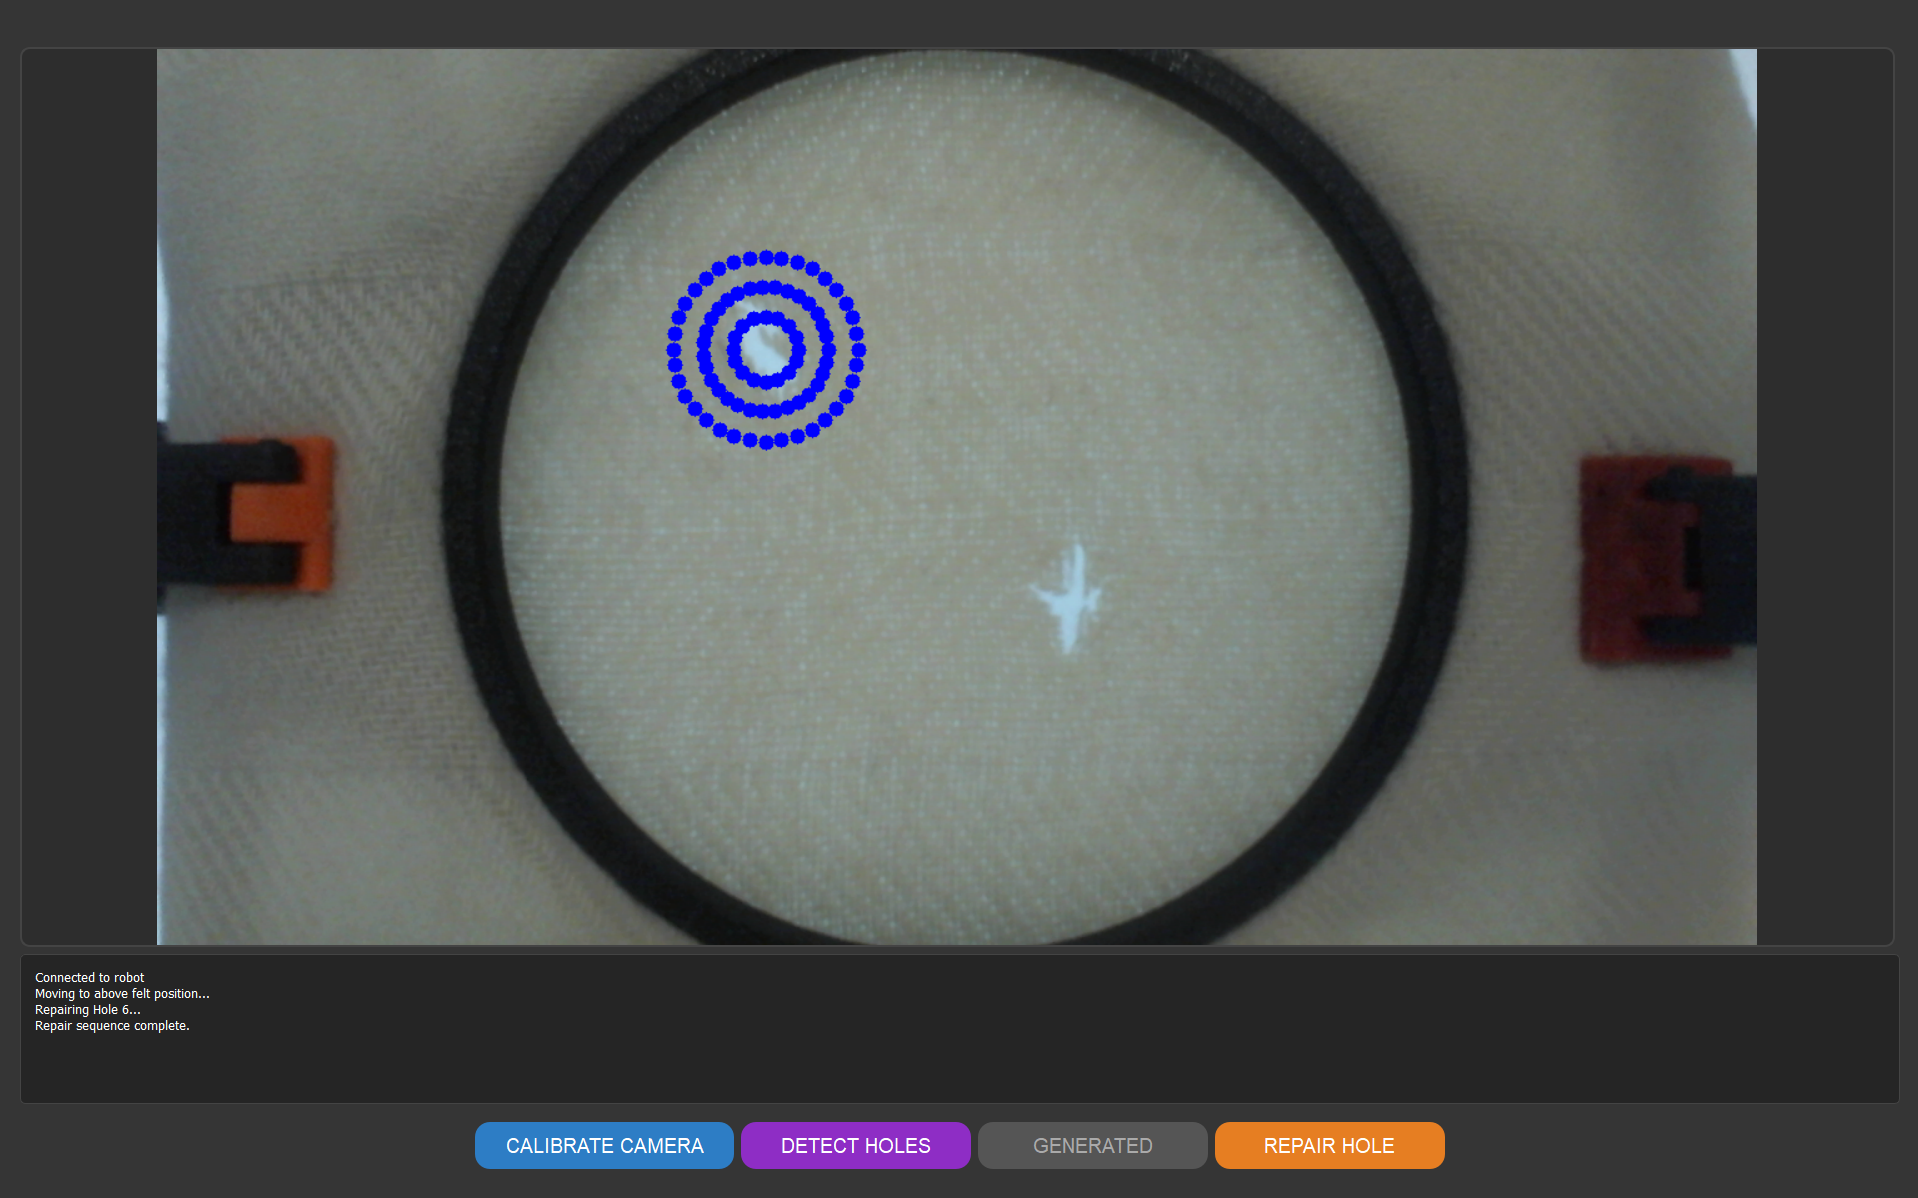 Connected to robot
Moving to above felt position...
Repairing Hole 6...
Repair sequence complete.
CALIBRATE CAMERA
DETECT HOLES
GENERATED
REPAIR HOLE